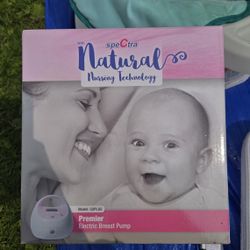 spectra
Natural
Nursing Technology
Premier
Electric Breast Pump